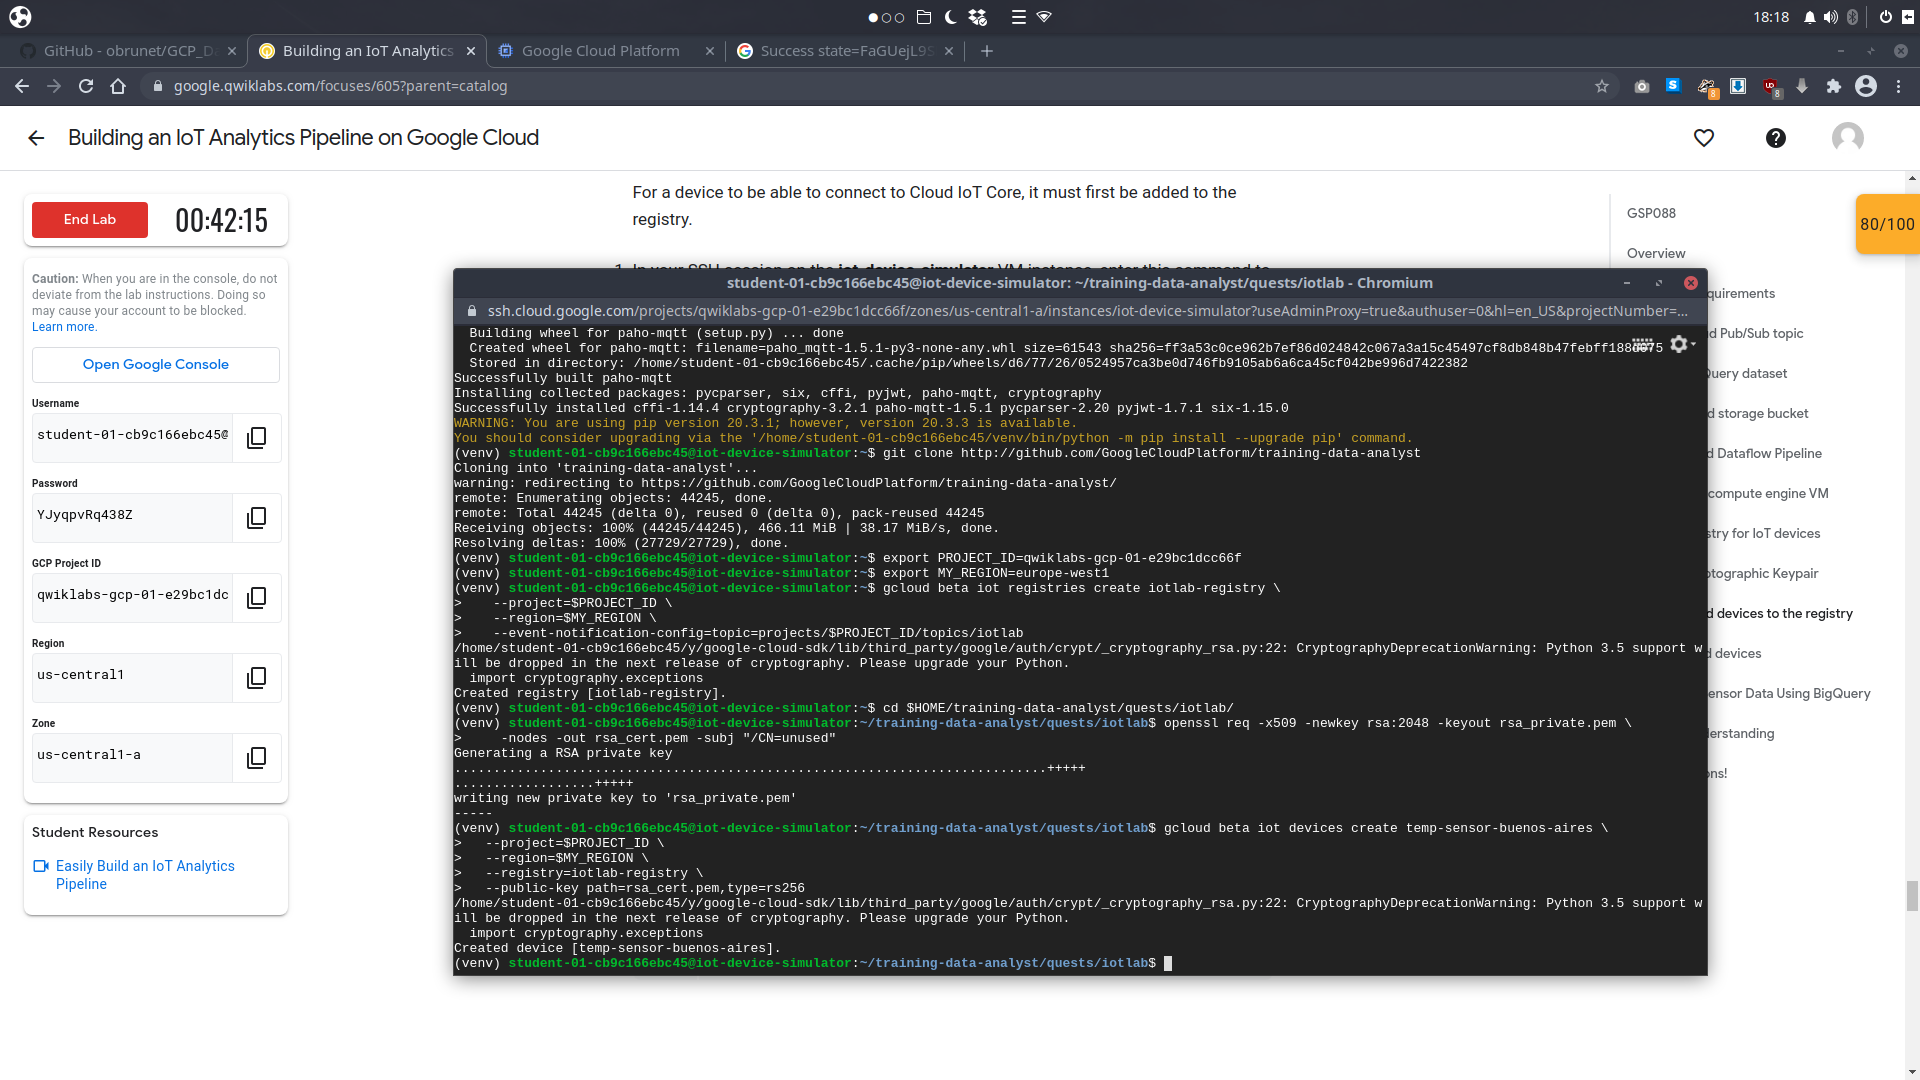 18:18
GitHub - obrunet/GCP_Da
Building an IoT Analytics
Google Cloud Platform
Success state=FaGUejL9S
google.qwiklabs.com/focuses/605?parent=catalog
Building an IoT Analytics Pipeline on Google Cloud
End Lab
00:42:15
Caution: When you are in the console, do not
deviate from the lab instructions. Doing so
may cause your account to be blocked.
Learn more.
Open Google Console
Username
student-01-cb9c166ebc45@
Password
YJyqpvRq438Z
GCP Project ID
qwiklabs-gcp-01-e29bc1dc
Region
us-central1
Zone
us-central1-a
Student Resources
Easily Build an IoT Analytics
Pipeline
For a device to be able to connect to Cloud IoT Core, it must first be added to the
registry.
1. In your SSH session on the iot-device-simulator VM instance, enter this command to
student-01-cb9c166ebc45@iot-device-simulator: ~/training-data-analyst/quests/iotlab - Chromium
ssh.cloud.google.com/projects/qwiklabs-gcp-01-e29bc1dcc66f/zones/us-central1-a/instances/iot-device-simulator?useAdminProxy=true&authuser=0&hl=en_US&projectNumber=...
Building wheel for paho-mqtt (setup.py) ... done
Created wheel for paho-mqtt: filename=paho_mqtt-1.5.1-py3-none-any.whl size=61543
Stored in directory: /home/student-01-cb9c166ebc45/.cache/pip/wheels/d6/77/26/0524957ca3be0d746fb9105ab6a6ca45cf042be996d7422382
Successfully built paho-mqtt
Installing collected packages: pycparser, six, cffi, pyjwt, paho-mqtt, cryptography
Successfully installed cffi-1.14.4 cryptography-3.2.1 paho-mqtt-1.5.1 pycparser-2.20 pyjwt-1.7.1 six-1.15.0
WARNING: You are using pip version 20.3.1; however, version 20.3.3 is available.
You should consider upgrading via the '/home/student-01-cb9c166ebc45/venv/bin/python -m pip install --upgrade pip' command.
(venv) student-01-cb9c166ebc45@iot-device-simulator:~$ git clone http://github.com/GoogleCloudPlatform/training-data-analyst
Cloning into 'training-data-analyst'...
warning: redirecting to https://github.com/GoogleCloudPlatform/training-data-analyst/
remote: Enumerating objects: 44245, done.
remote: Total 44245 (delta 0), reused 0 (delta 0), pack-reused 44245
Receiving objects: 100% (44245/44245), 466.11 MiB | 38.17 MiB/s, done.
Resolving deltas: 100% (27729/27729), done.
(venv) student-01-cb9c166ebc45@iot-device-simulator:~$ export PROJECT_ID=qwiklabs-gcp-01-e29bc1dcc66f
(venv) student-01-cb9c166ebc45@iot-device-simulator:~$ export MY_REGION=europe-west1
(venv) student-01-cb9c166ebc45@iot-device-simulator:~$ gcloud beta iot registries create iotlab-registry \
> --project=$PROJECT_ID \
> --region=$MY_REGION \
> --event-notification-config=topic=projects/$PROJECT_ID/topics/iotlab
/home/student-01-cb9c166ebc45/y/google-cloud-sdk/lib/third_party/google/auth/crypt/_cryptography_rsa.py:22: CryptographyDeprecationWarning: Python 3.5 support w
ill be dropped in the next release of cryptography. Please upgrade your Python.
import cryptography.exceptions
Created registry [iotlab-registry].
(venv) student-01-cb9c166ebc45@iot-device-simulator:~$ cd $HOME/training-data-analyst/quests/iotlab/
(venv) student-01-cb9c166ebc45@iot-device-simulator:~/training-data-analyst/quests/iotlab$ openssl req -x509 -newkey rsa:2048 -keyout rsa_private.pem \
> -nodes -out rsa_cert.pem -subj "/CN=unused"
Generating a RSA private key
............................................................................+++++
..................+++++
writing new private key to 'rsa_private.pem'
-----
(venv) student-01-cb9c166ebc45@iot-device-simulator:~/training-data-analyst/quests/iotlab$ gcloud beta iot devices create temp-sensor-buenos-aires \
> --project=$PROJECT_ID \
> --region=$MY_REGION \
> --registry=iotlab-registry \
> --public-key path=rsa_cert.pem,type=rs256
/home/student-01-cb9c166ebc45/y/google-cloud-sdk/lib/third_party/google/auth/crypt/_cryptography_rsa.py:22: CryptographyDeprecationWarning: Python 3.5 support w
ill be dropped in the next release of cryptography. Please upgrade your Python.
import cryptography.exceptions
Created device [temp-sensor-buenos-aires].
(venv) student-01-cb9c166ebc45@iot-device-simulator:~/training-data-analyst/quests/iotlab$
GSP088
Overview
quirements
d Pub/Sub topic
Query dataset
d storage bucket
d Dataflow Pipeline
compute engine VM
stry for IoT devices
ptographic Keypair
d devices to the registry
d devices
ensor Data Using BigQuery
derstanding
ons!
80/100